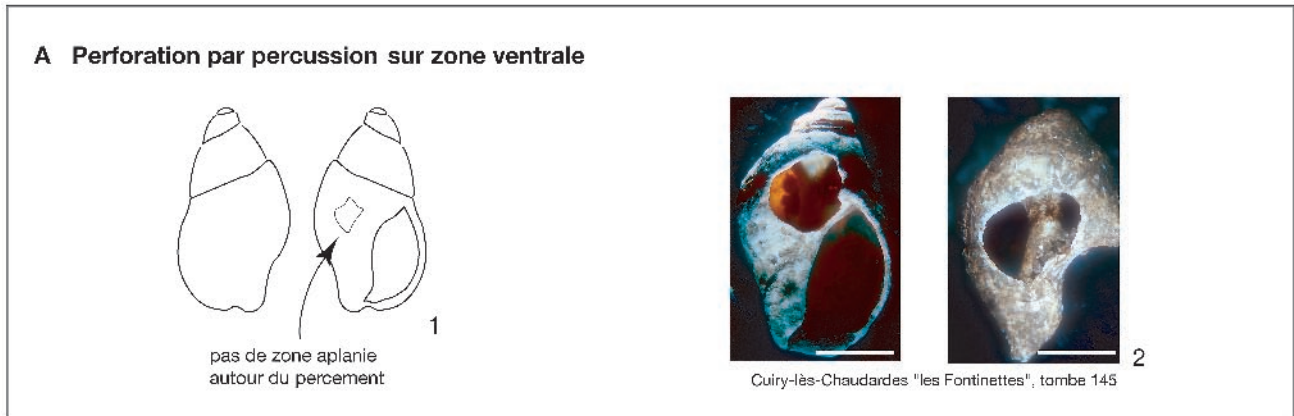 A Perforation par percussion sur zone ventrale
1
pas de zone aplanie
autour du percement
2
Cuiry-lès-Chaudardes "les Fontinettes", tombe 145